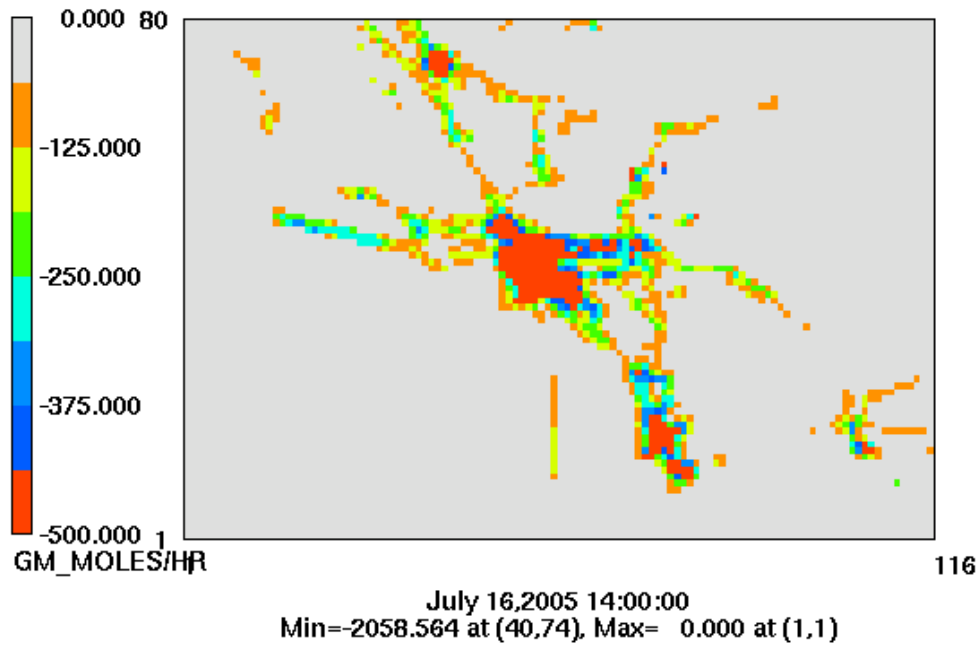 0.000 80
-125.000
-250.000
-375.000
-500.000 1
GM_MOLES/HR
1 116
July 16,2005 14:00:00
Min=-2058.564 at (40,74), Max= 0.000 at (1,1)